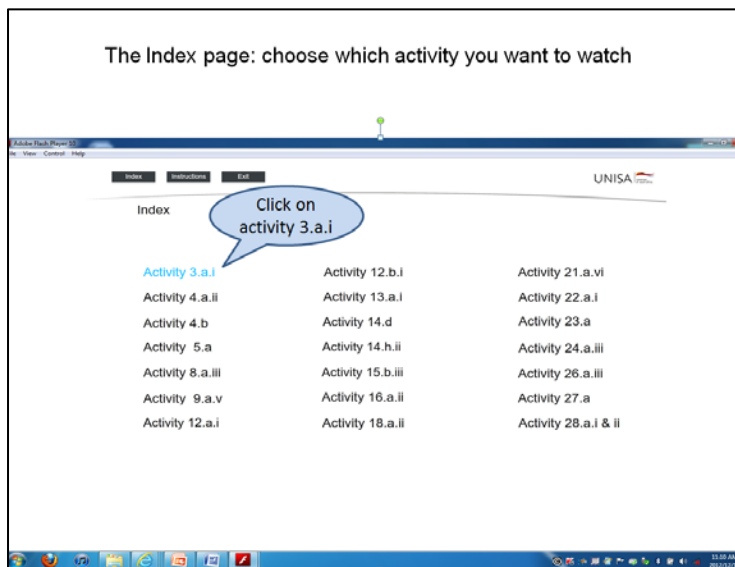 The Index page: choose which activity you want to watch
Adobe Flash Player 10
View Control Help
Index Instructions Exit
UNISA
Index
Click on
activity 3.a.i
Activity 3.a.i Activity 12.b.i Activity 21.a.vi
Activity 4.a.ii Activity 13.a.i Activity 22.a.i
Activity 4.b Activity 14.d Activity 23.a
Activity 5.a Activity 14.h.ii Activity 24.a.iii
Activity 8.a.iii Activity 15.b.iii Activity 26.a.iii
Activity 9.a.v Activity 16.a.ii Activity 27.a
Activity 12.a.i Activity 18.a.ii Activity 28.a.i & ii